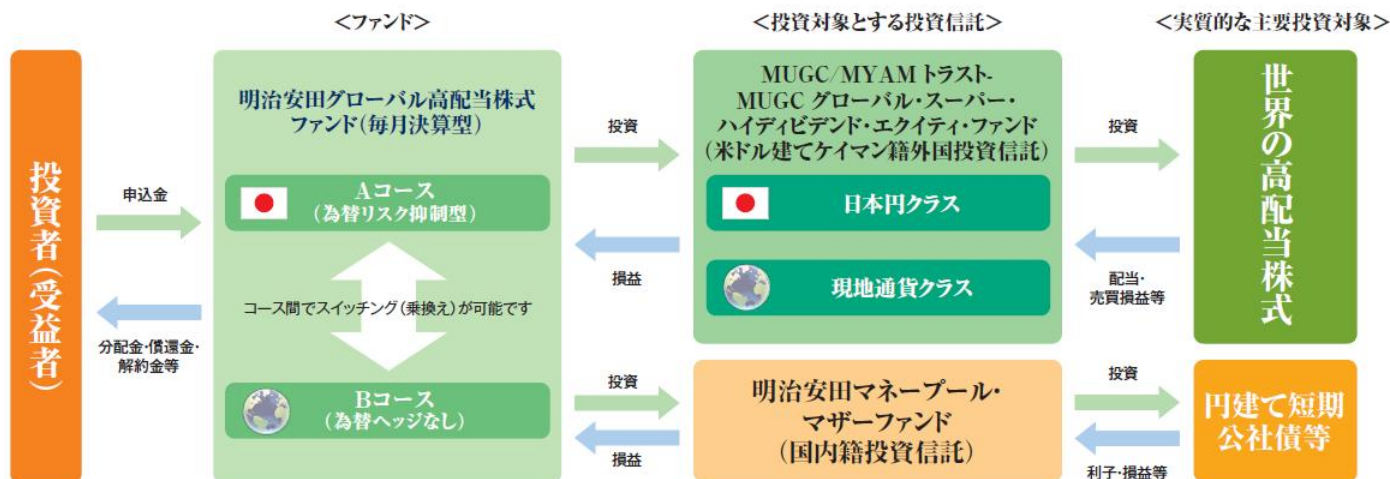 <ファンド>
<投資対象とする投資信託>
<実質的な主要投資対象>
投資者(受益者)
申込金
分配金・償還金・
解約金等
明治安田グローバル高配当株式
ファンド(毎月決算型)
Aコース
(為替リスク抑制型)
コース間でスイッチング(乗換え)が可能です
Bコース
(為替ヘッジなし)
投資
損益
投資
損益
MUGC/MYAM トラスト-
MUGC グローバル・スーパー・
ハイディビデンド・エクイティ・ファンド
(米ドル建てケイマン籍外国投資信託)
日本円クラス
現地通貨クラス
明治安田マネープール・
マザーファンド
(国内籍投資信託)
投資
配当・
売買損益等
投資
利子・損益等
世界の高配当株式
円建て短期
公社債等